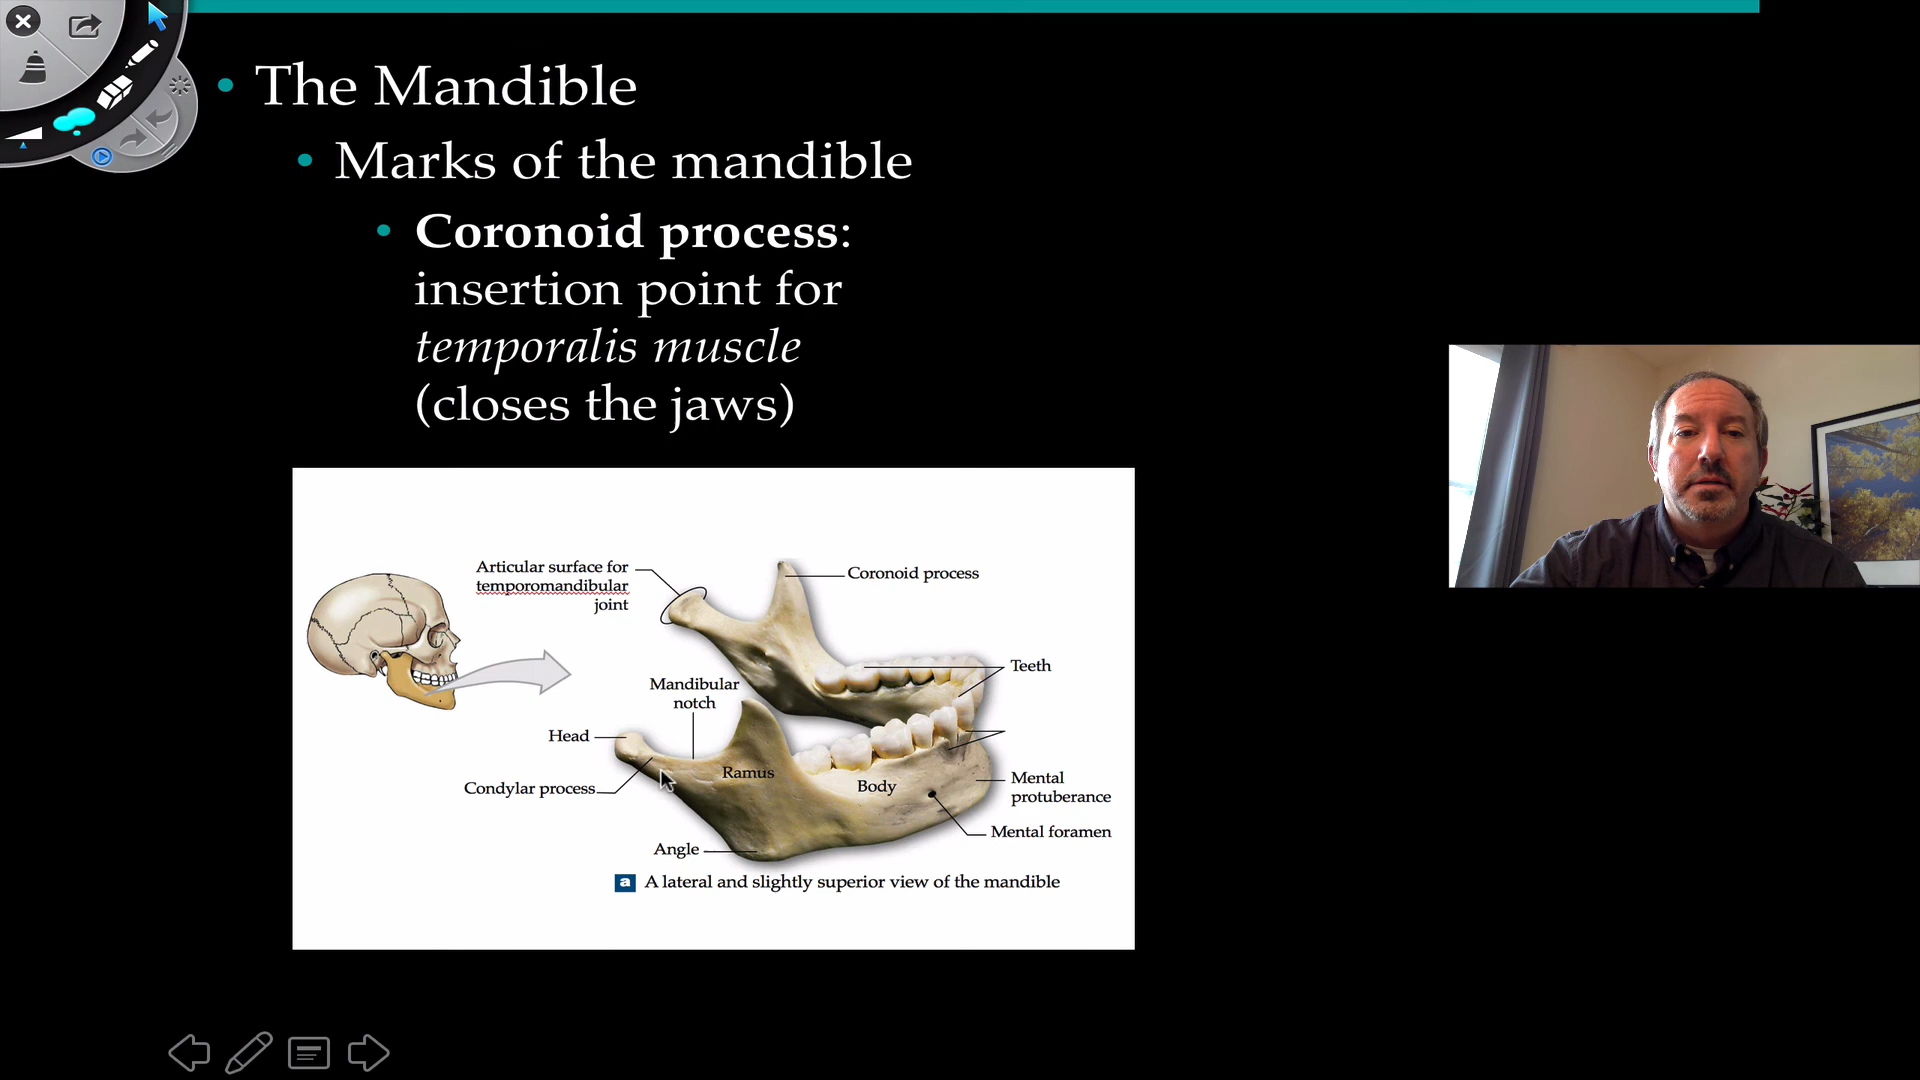 The Mandible
Marks of the mandible
Coronoid process:
insertion point for
temporalis muscle
(closes the jaws)
Articular surface for
temporomandibular
joint
Coronoid process
Teeth
Mandibular
notch
Head
Ramus
Condylar process
Body
Mental
protuberance
Mental foramen
Angle
a A lateral and slightly superior view of the mandible